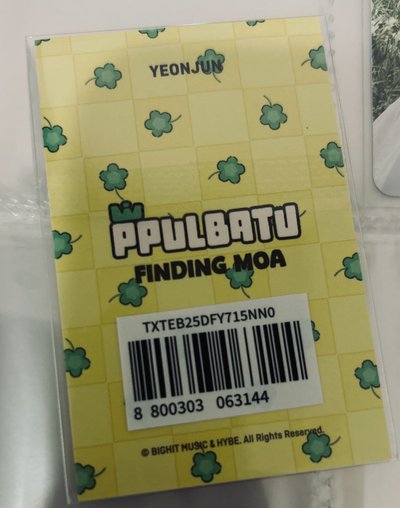 YEONJUN
PPULBATU
FINDING MOA
TXTEB25DFY715NN0
8 800303 063144
© BIGHIT MUSIC & HYBE. All Rights Reserved.